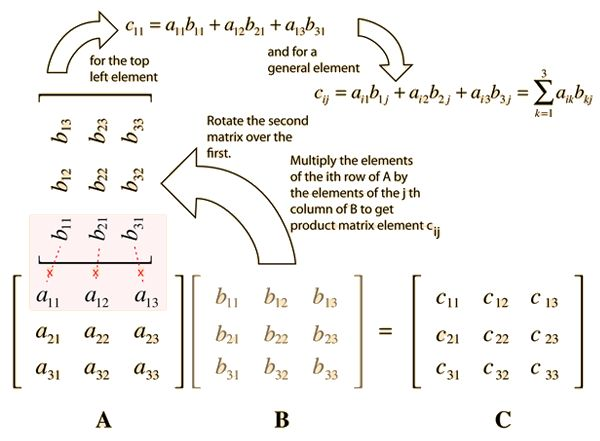 c₁₁ = a₁₁b₁₁ + a₁₂b₂₁ + a₁₃b₃₁
for the top
left element
and for a
general element
cᵢⱼ = aᵢ₁b₁ⱼ + aᵢ₂b₂ⱼ + aᵢ₃b₃ⱼ = ∑ₖ₌₁³ aᵢₖbₖⱼ
b₁₃ b₂₃ b₃₃
b₁₂ b₂₂ b₃₂
b₁₁ b₂₁ b₃₁
x x x
Rotate the second
matrix over the
first.
Multiply the elements
of the ith row of A by
the elements of the j th
column of B to get
product matrix element cᵢⱼ
a₁₁ a₁₂ a₁₃ b₁₁ b₁₂ b₁₃ c₁₁ c₁₂ c₁₃
a₂₁ a₂₂ a₂₃ b₂₁ b₂₂ b₂₃ = c₂₁ c₂₂ c₂₃
a₃₁ a₃₂ a₃₃ b₃₁ b₃₂ b₃₃ c₃₁ c₃₂ c₃₃
A B C